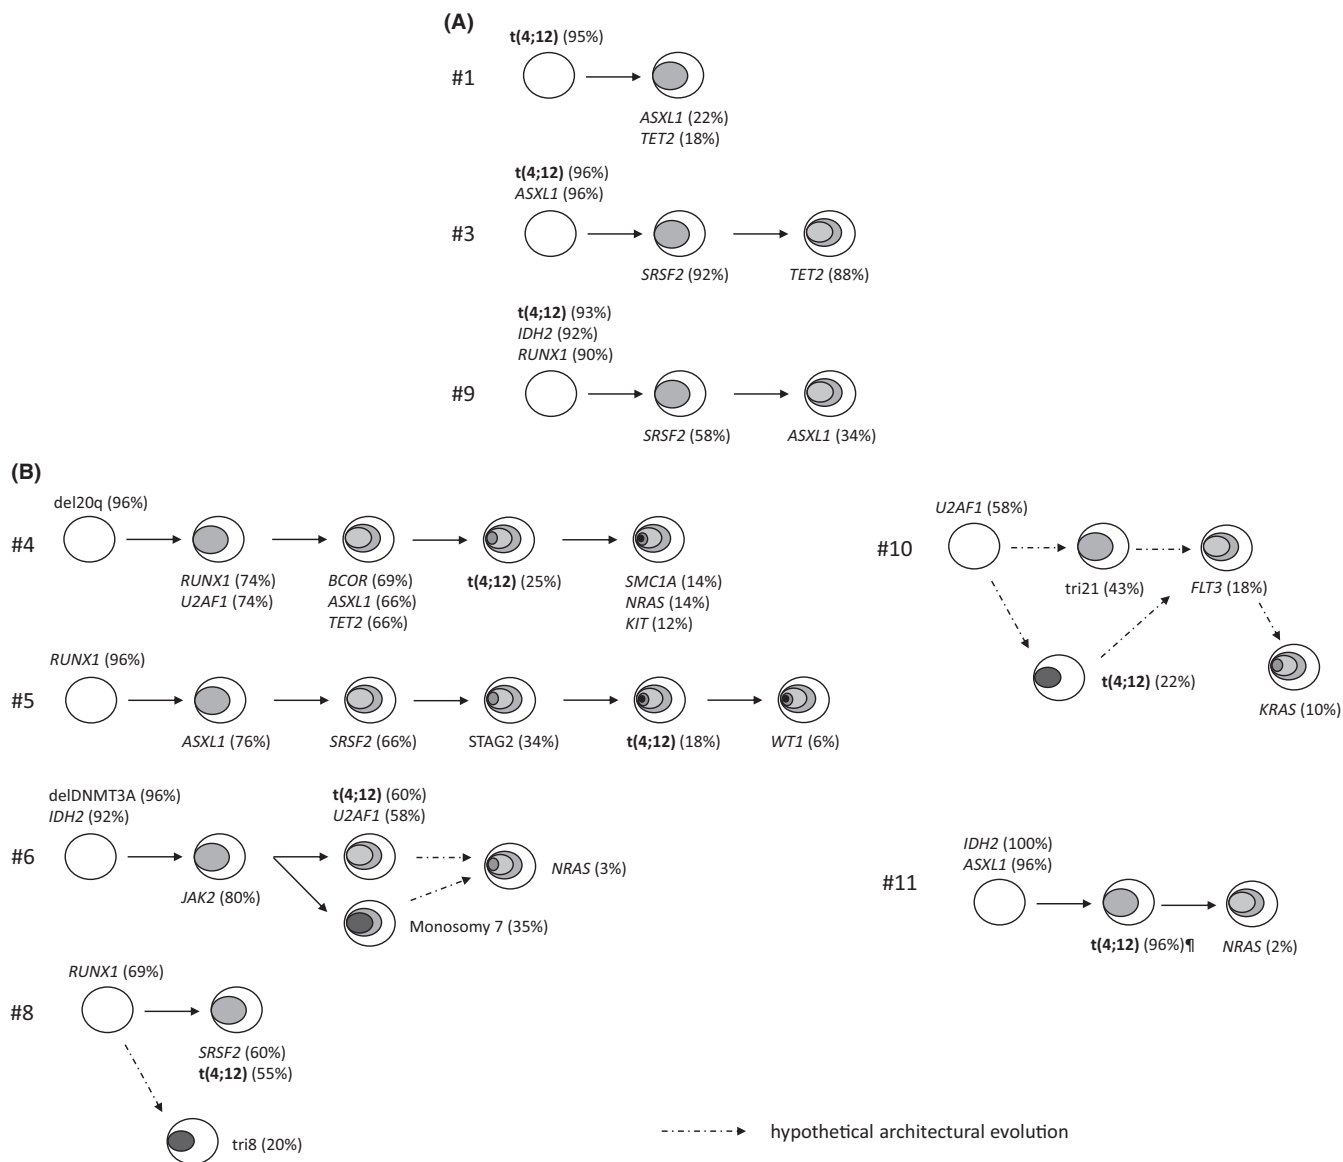 (A)
#1
t(4;12) (95%)
ASXL1 (22%)
TET2 (18%)
#3
t(4;12) (96%)
ASXL1 (96%)
SRSF2 (92%)
TET2 (88%)
#9
t(4;12) (93%)
IDH2 (92%)
RUNX1 (90%)
SRSF2 (58%)
ASXL1 (34%)
(B)
#4
del20q (96%)
RUNX1 (74%)
U2AF1 (74%)
BCOR (69%)
ASXL1 (66%)
TET2 (66%)
t(4;12) (25%)
SMC1A (14%)
NRAS (14%)
KIT (12%)
#5
RUNX1 (96%)
ASXL1 (76%)
SRSF2 (66%)
STAG2 (34%)
t(4;12) (18%)
WT1 (6%)
#6
delDNMT3A (96%)
IDH2 (92%)
JAK2 (80%)
t(4;12) (60%)
U2AF1 (58%)
Monosomy 7 (35%)
NRAS (3%)
#8
RUNX1 (69%)
SRSF2 (60%)
t(4;12) (55%)
tri8 (20%)
#10
U2AF1 (58%)
tri21 (43%)
FLT3 (18%)
t(4;12) (22%)
KRAS (10%)
#11
IDH2 (100%)
ASXL1 (96%)
t(4;12) (96%)¶
NRAS (2%)
hypothetical architectural evolution